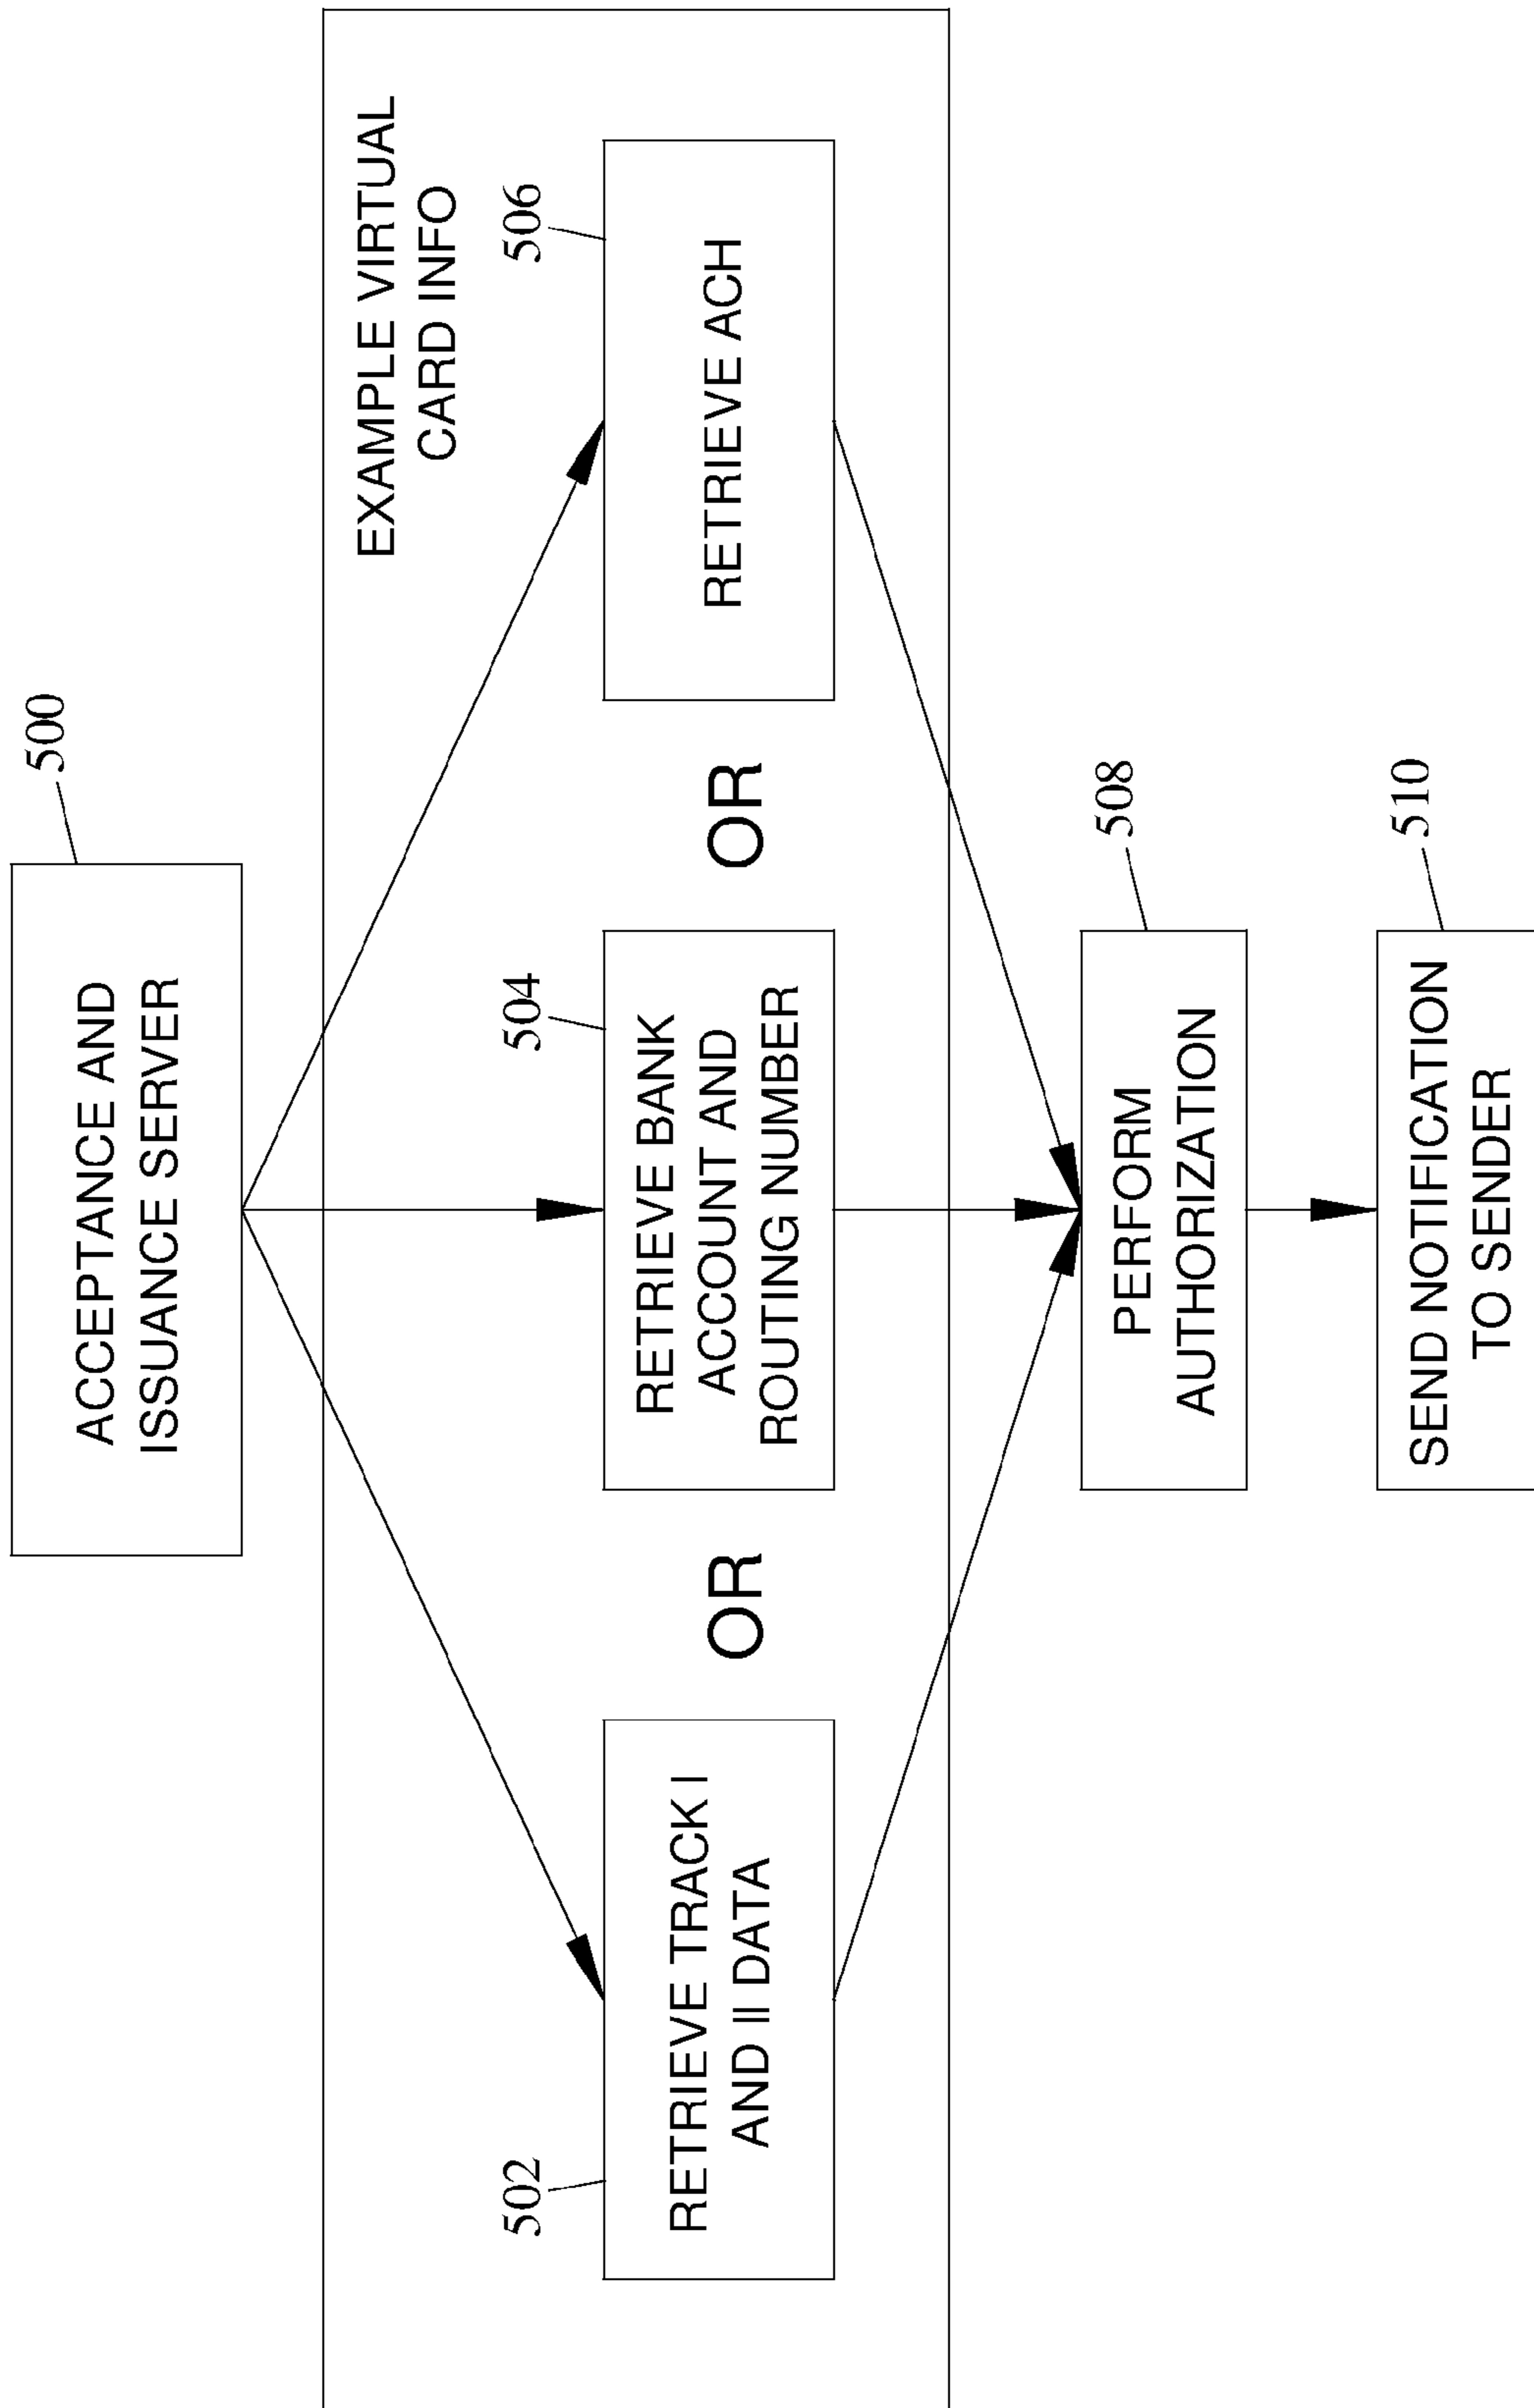 500
ACCEPTANCE AND
ISSUANCE SERVER
EXAMPLE VIRTUAL
CARD INFO
502
RETRIEVE TRACK I
AND II DATA
OR
504
RETRIEVE BANK
ACCOUNT AND
ROUTING NUMBER
OR
506
RETRIEVE ACH
508
PERFORM
AUTHORIZATION
510
SEND NOTIFICATION
TO SENDER